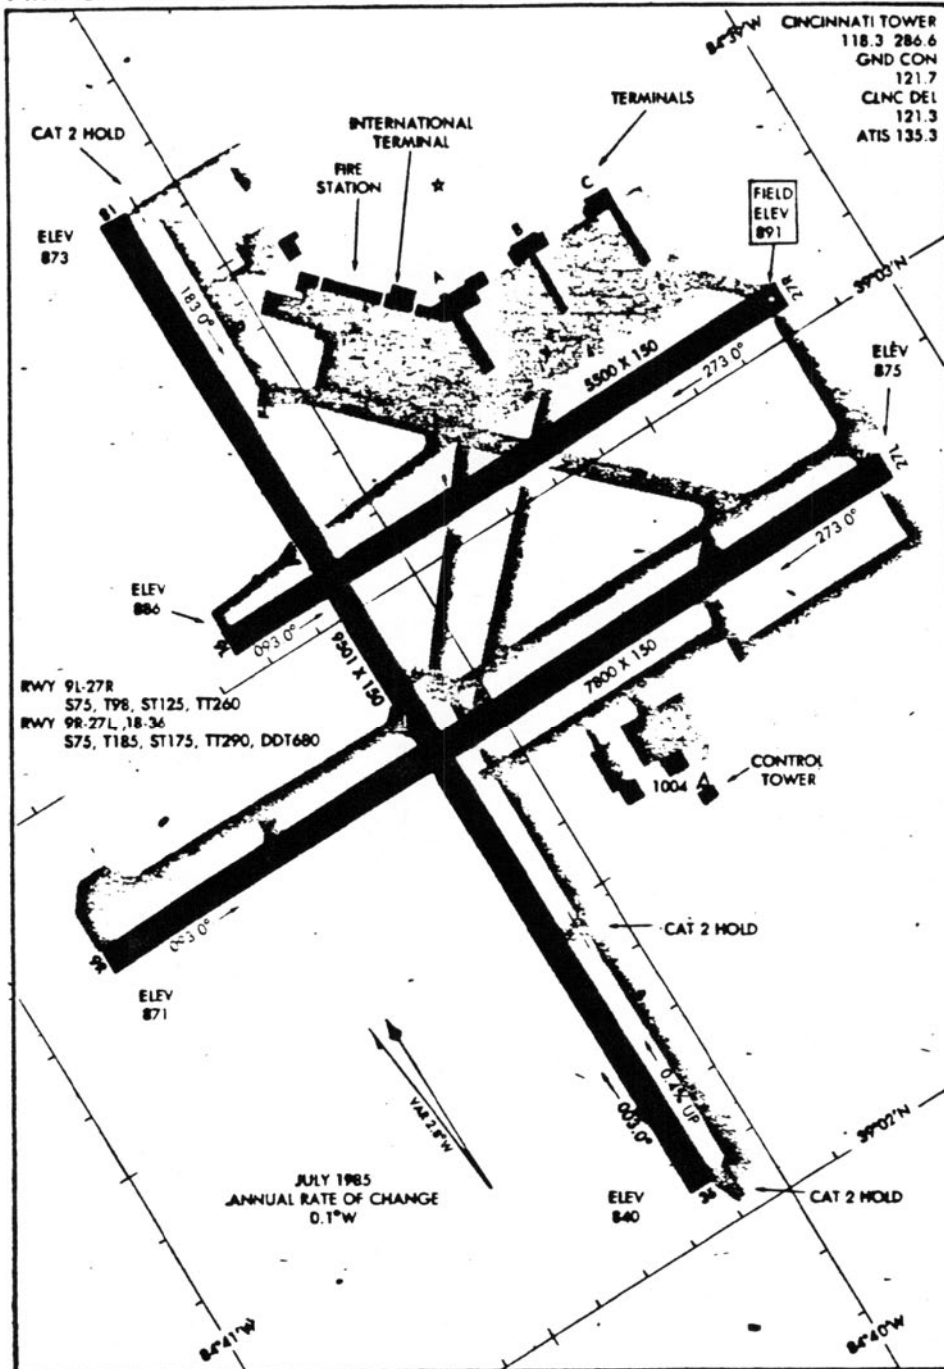 84°39'W
CINCINNATI TOWER
118.3 286.6
GND CON
121.7
CLNC DEL
121.3
ATIS 135.3
TERMINALS
INTERNATIONAL
TERMINAL
CAT 2 HOLD
FIRE
STATION
C
FIELD
ELEV
891
18
B
ELEV
873
39°03'N
A
27R
183.0°
ELEV
875
5500 X 150
273.0°
27L
273.0°
ELEV
886
9L
093.0°
9501 X 150
7800 X 150
RWY 9L-27R
S75, T98, ST125, TT260
RWY 9R-27L, 18-36
S75, T185, ST175, TT290, DDT680
CONTROL
TOWER
1004
093.0°
CAT 2 HOLD
9R
ELEV
871
0.4% UP
003.0°
VAR 2.8°W
39°02'N
JULY 1985
ANNUAL RATE OF CHANGE
0.1°W
36
ELEV
840
CAT 2 HOLD
84°41'W
84°40'W